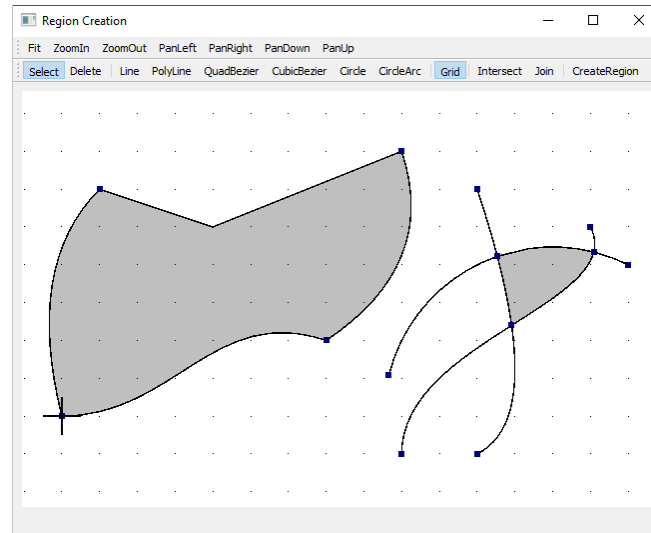 Region Creation
Fit ZoomIn ZoomOut PanLeft PanRight PanDown PanUp
Select Delete Line PolyLine QuadBezier CubicBezier Circle CircleArc Grid Intersect Join CreateRegion